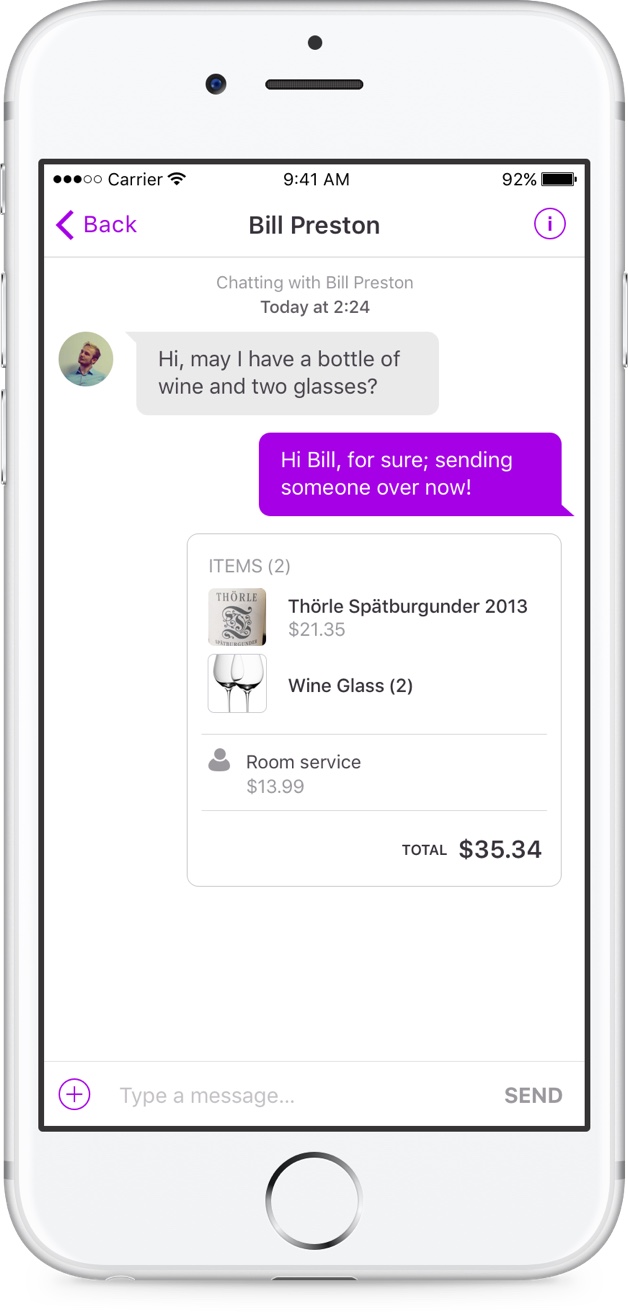 Carrier 9:41 AM 92%
Back Bill Preston i
Chatting with Bill Preston
Today at 2:24
Hi, may I have a bottle of
wine and two glasses?
Hi Bill, for sure; sending
someone over now!
ITEMS (2)
THÖRLE
SPÄTBURGUNDER
Thörle Spätburgunder 2013
$21.35
Wine Glass (2)
Room service
$13.99
TOTAL $35.34
Type a message... SEND